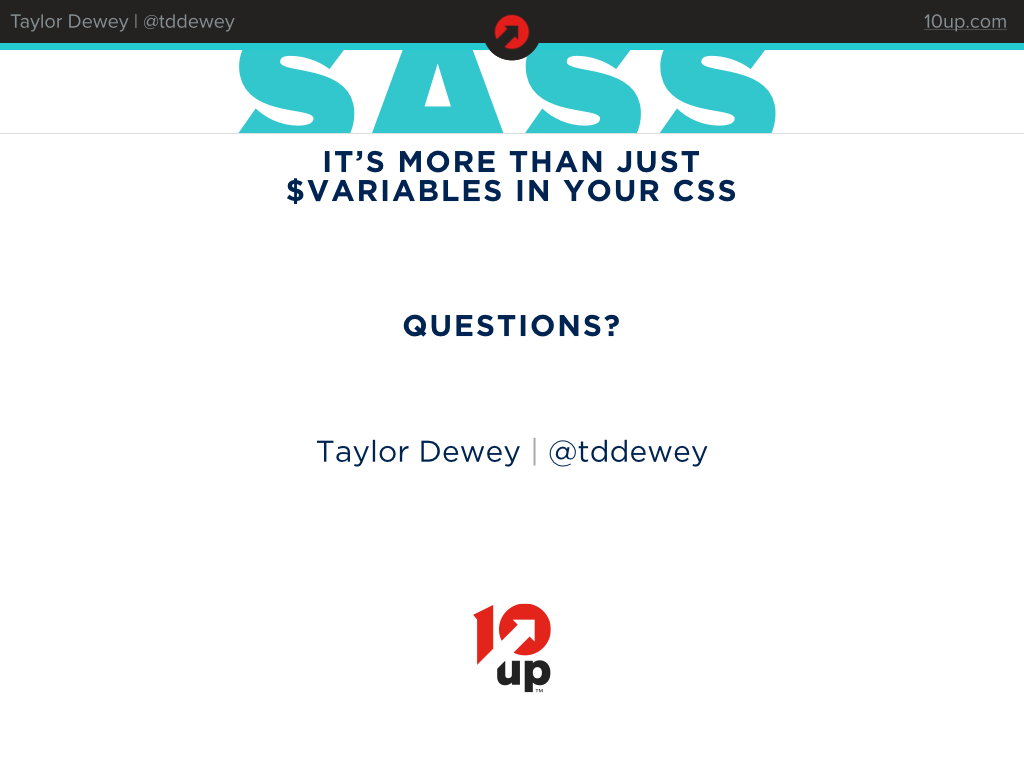 Taylor Dewey | @tddewey
10up.com
SASS
IT’S MORE THAN JUST
$VARIABLES IN YOUR CSS
QUESTIONS?
Taylor Dewey | @tddewey
10
up™